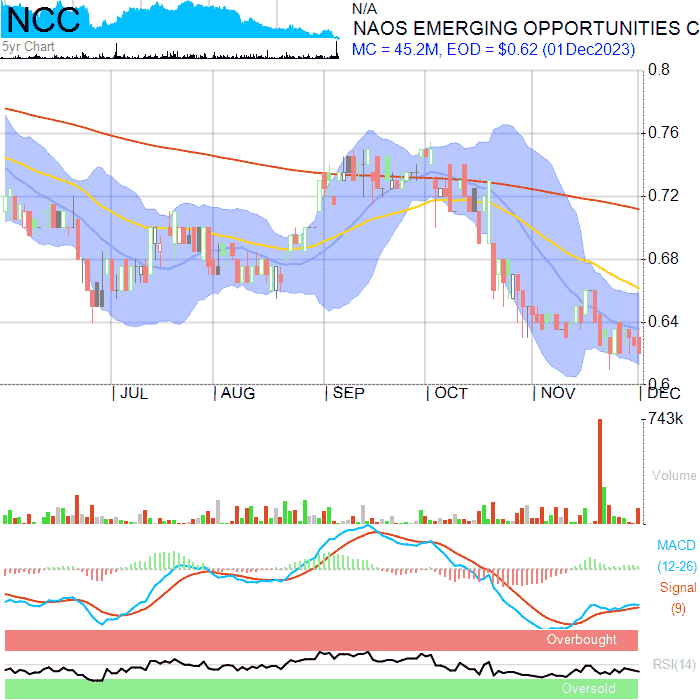 NCC
5yr Chart
N/A
NAOS EMERGING OPPORTUNITIES C
MC = 45.2M, EOD = $0.62 (01Dec2023)
0.8
0.76
0.72
0.68
0.64
0.6
JUL AUG SEP OCT NOV DEC
743k
Volume
MACD
(12-26)
Signal
(9)
Overbought
RSI(14)
Oversold